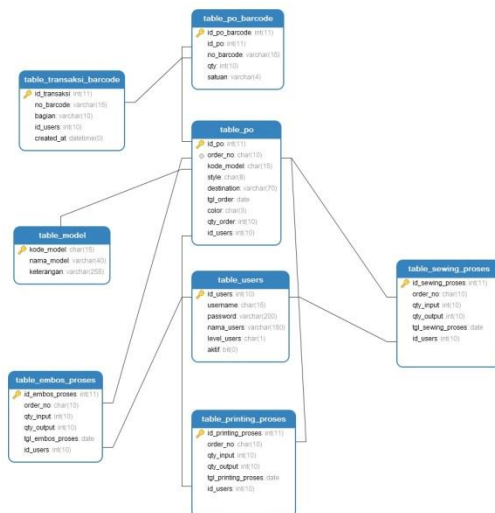 table_po_barcode
id_po_barcode int(11)
id_po int(11)
no_barcode varchar(15)
qty int(10)
satuan varchar(4)
table_transaksi_barcode
id_transaksi int(11)
no_barcode varchar(15)
bagian varchar(10)
id_users int(10)
created_at datetime(0)
table_po
id_po int(11)
order_no char(10)
kode_model char(15)
style char(8)
destination varchar(70)
tgl_order date
color char(3)
qty_order int(10)
id_users int(10)
table_model
kode_model char(15)
nama_model varchar(40)
keterangan varchar(255)
table_users
id_users int(10)
username char(15)
password varchar(200)
nama_users varchar(150)
level_users char(1)
aktif bit(0)
table_sewing_proses
id_sewing_proses int(11)
order_no char(10)
qty_input int(10)
qty_output int(10)
tgl_sewing_proses date
id_users int(10)
table_embos_proses
id_embos_proses int(11)
order_no char(10)
qty_input int(10)
qty_output int(10)
tgl_embos_proses date
id_users int(10)
table_printing_proses
id_printing_proses int(11)
order_no char(10)
qty_input int(10)
qty_output int(10)
tgl_printing_proses date
id_users int(10)